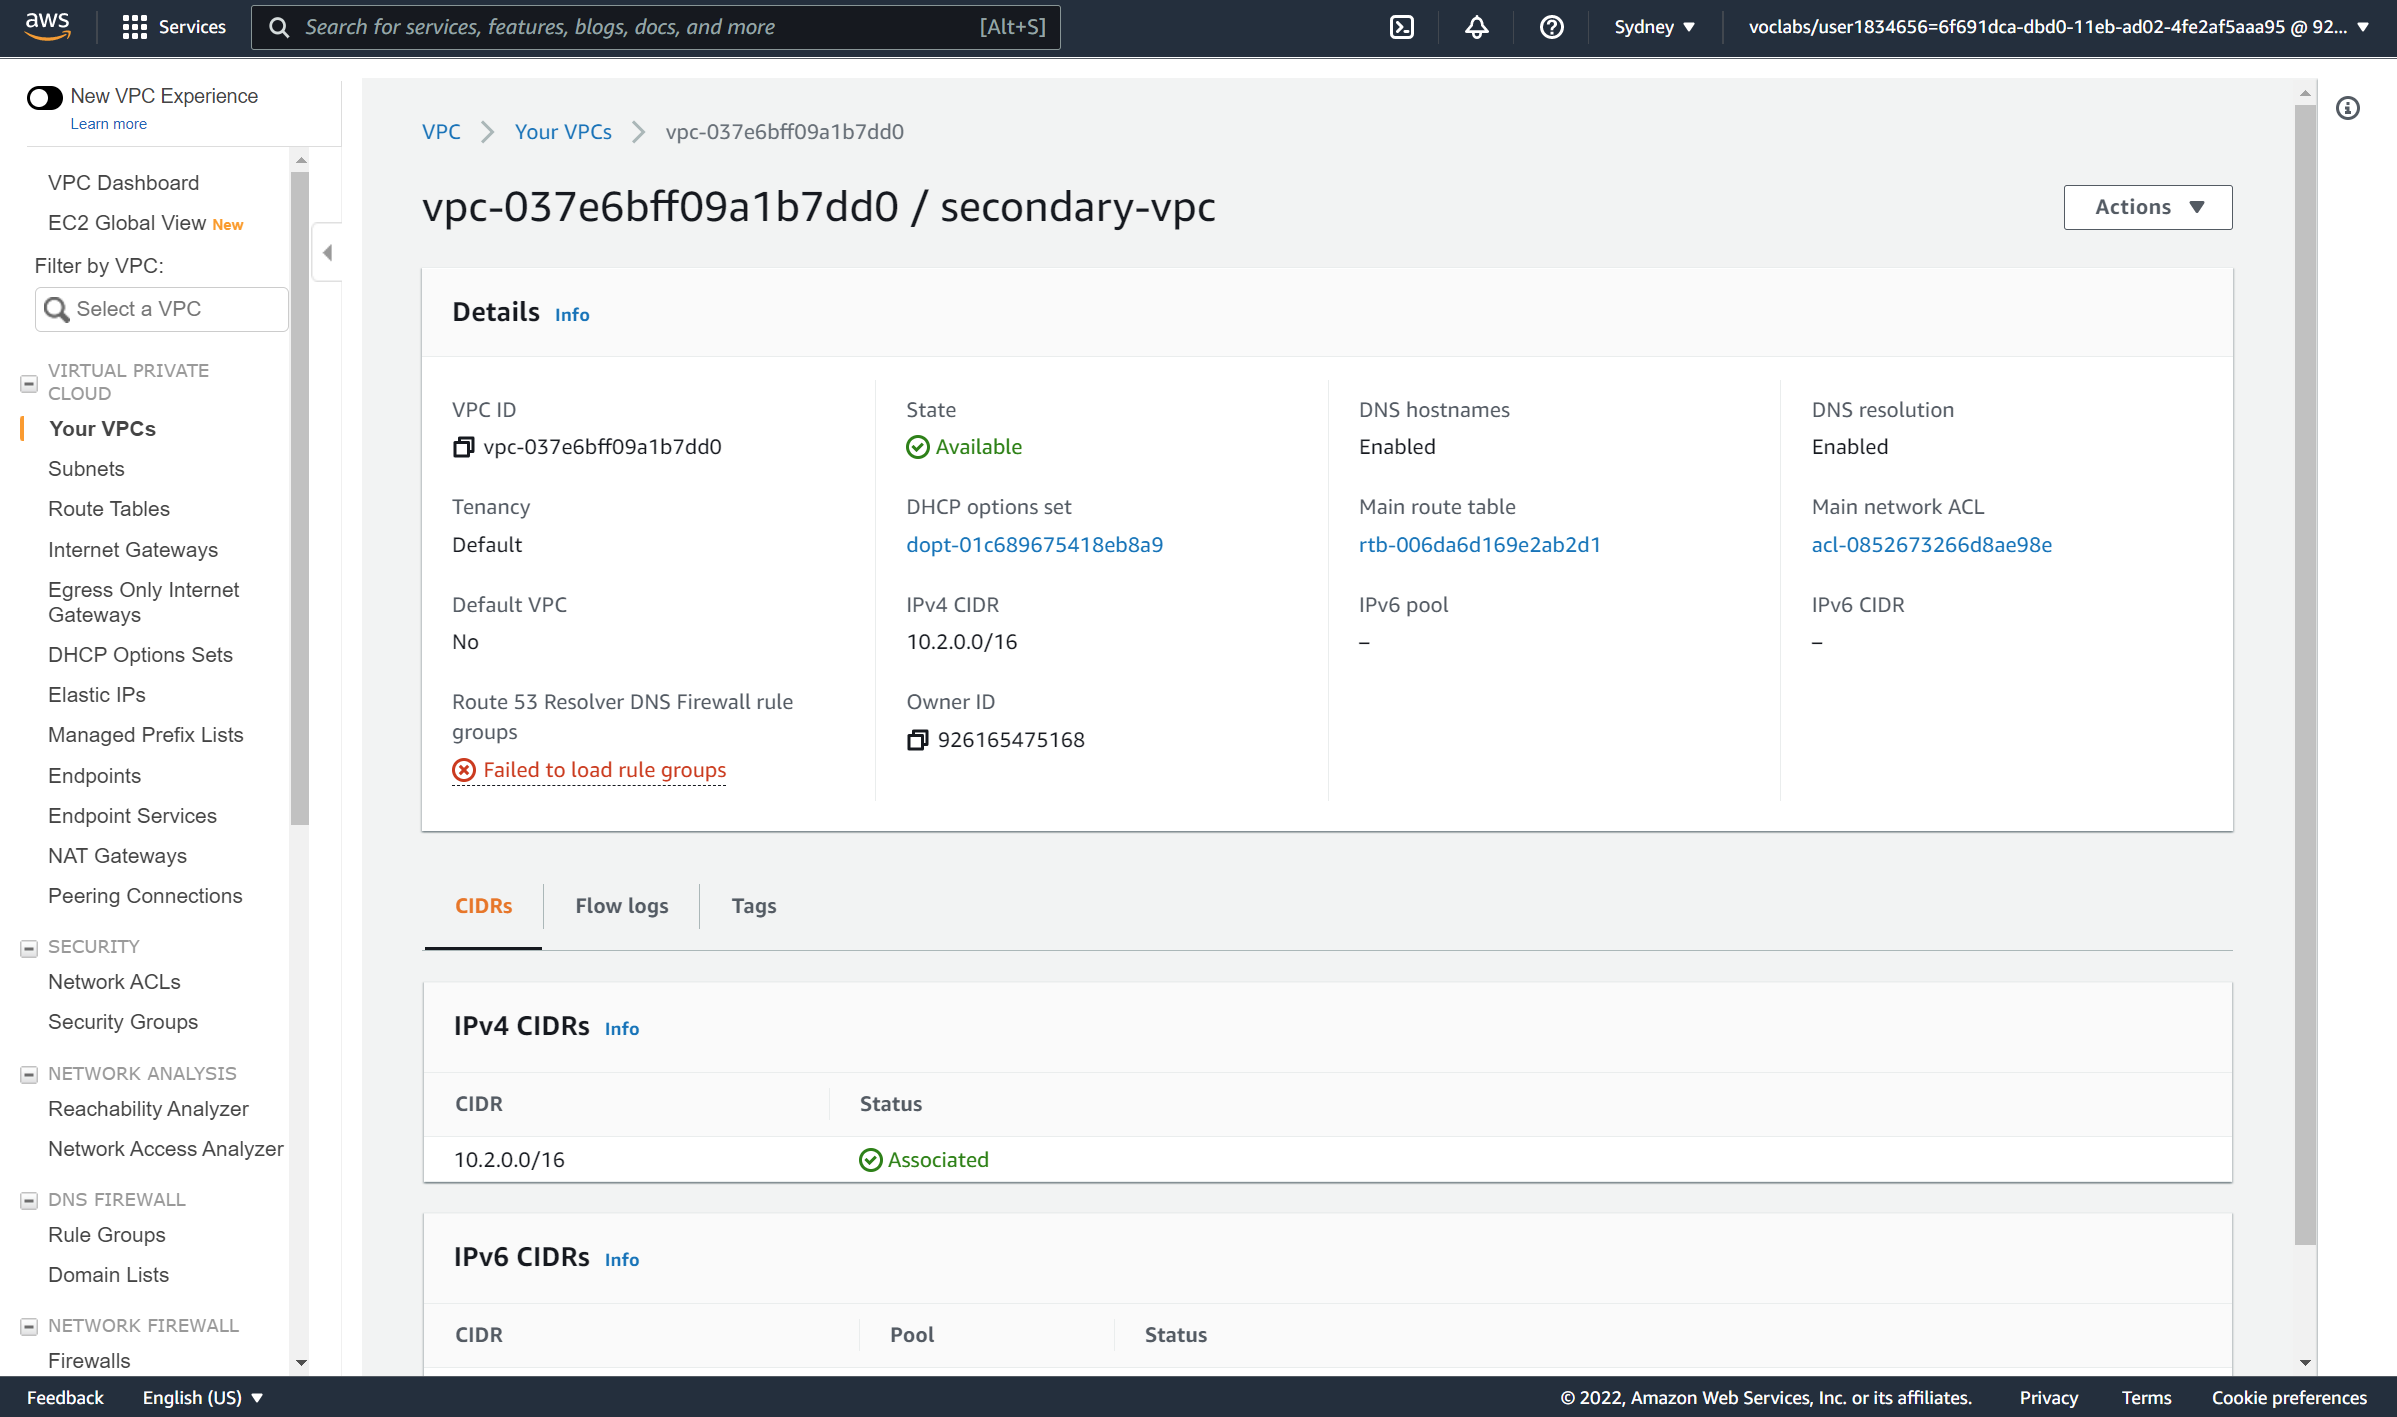 aws
Services
Search for services, features, blogs, docs, and more
[Alt+S]
Sydney
voclabs/user1834656=6f691dca-dbd0-11eb-ad02-4fe2af5aaa95 @ 92...
New VPC Experience
Learn more
VPC Dashboard
EC2 Global View New
Filter by VPC:
Select a VPC
VIRTUAL PRIVATE
CLOUD
Your VPCs
Subnets
Route Tables
Internet Gateways
Egress Only Internet
Gateways
DHCP Options Sets
Elastic IPs
Managed Prefix Lists
Endpoints
Endpoint Services
NAT Gateways
Peering Connections
SECURITY
Network ACLs
Security Groups
NETWORK ANALYSIS
Reachability Analyzer
Network Access Analyzer
DNS FIREWALL
Rule Groups
Domain Lists
NETWORK FIREWALL
Firewalls
VPC
Your VPCs
vpc-037e6bff09a1b7dd0
vpc-037e6bff09a1b7dd0 / secondary-vpc
Actions
Details Info
VPC ID
vpc-037e6bff09a1b7dd0
State
Available
DNS hostnames
Enabled
DNS resolution
Enabled
Tenancy
Default
DHCP options set
dopt-01c689675418eb8a9
Main route table
rtb-006da6d169e2ab2d1
Main network ACL
acl-0852673266d8ae98e
Default VPC
No
IPv4 CIDR
10.2.0.0/16
IPv6 pool
–
IPv6 CIDR
–
Route 53 Resolver DNS Firewall rule
groups
Failed to load rule groups
Owner ID
926165475168
CIDRs
Flow logs
Tags
IPv4 CIDRs Info
CIDR
Status
10.2.0.0/16
Associated
IPv6 CIDRs Info
CIDR
Pool
Status
Feedback
English (US)
© 2022, Amazon Web Services, Inc. or its affiliates.
Privacy
Terms
Cookie preferences